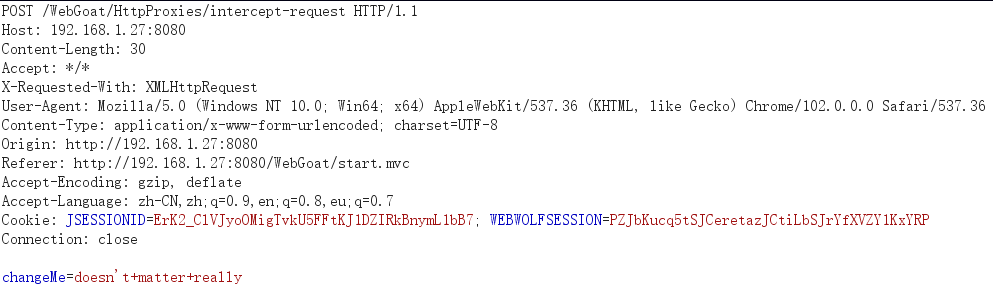 POST /WebGoat/HttpProxies/intercept-request HTTP/1.1
Host: 192.168.1.27:8080
Content-Length: 30
Accept: */*
X-Requested-With: XMLHttpRequest
User-Agent: Mozilla/5.0 (Windows NT 10.0; Win64; x64) AppleWebKit/537.36 (KHTML, like Gecko) Chrome/102.0.0.0 Safari/537.36
Content-Type: application/x-www-form-urlencoded; charset=UTF-8
Origin: http://192.168.1.27:8080
Referer: http://192.168.1.27:8080/WebGoat/start.mvc
Accept-Encoding: gzip, deflate
Accept-Language: zh-CN,zh;q=0.9,en;q=0.8,eu;q=0.7
Cookie: JSESSIONID=ErK2_ClVJyoOMigTvkU5FFtKJ1DZIRkBnymL1bB7; WEBWOLFSESSION=PZJbKucq5tSJCeretazJCtiLbSJrYfXVZY1KxYRP
Connection: close
changeMe=doesn't+matter+really